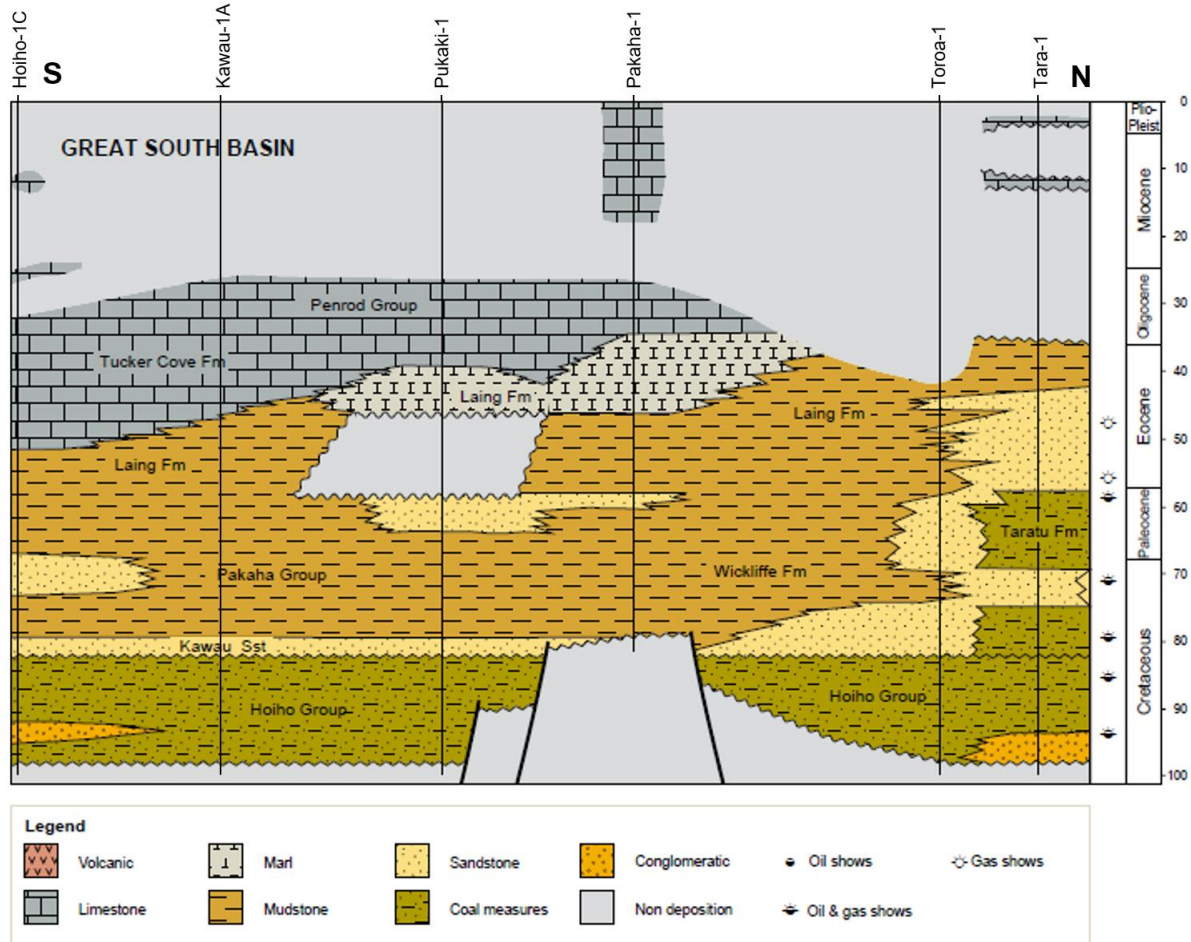 Hoiho-1C
Kawau-1A
Pukaki-1
Pakaha-1
Toroa-1
Tara-1
S
N
GREAT SOUTH BASIN
Penrod Group
Tucker Cove Fm
Laing Fm
Laing Fm
Laing Fm
Taratu Fm
Pakaha Group
Wickliffe Fm
Kawau Sst
Hoiho Group
Hoiho Group
Plio-
Pleist
Miocene
Oligocene
Eocene
Paleocene
Cretaceous
0
10
20
30
40
50
60
70
80
90
100
Legend
Volcanic
Marl
Sandstone
Conglomeratic
Oil shows
Gas shows
Limestone
Mudstone
Coal measures
Non deposition
Oil & gas shows